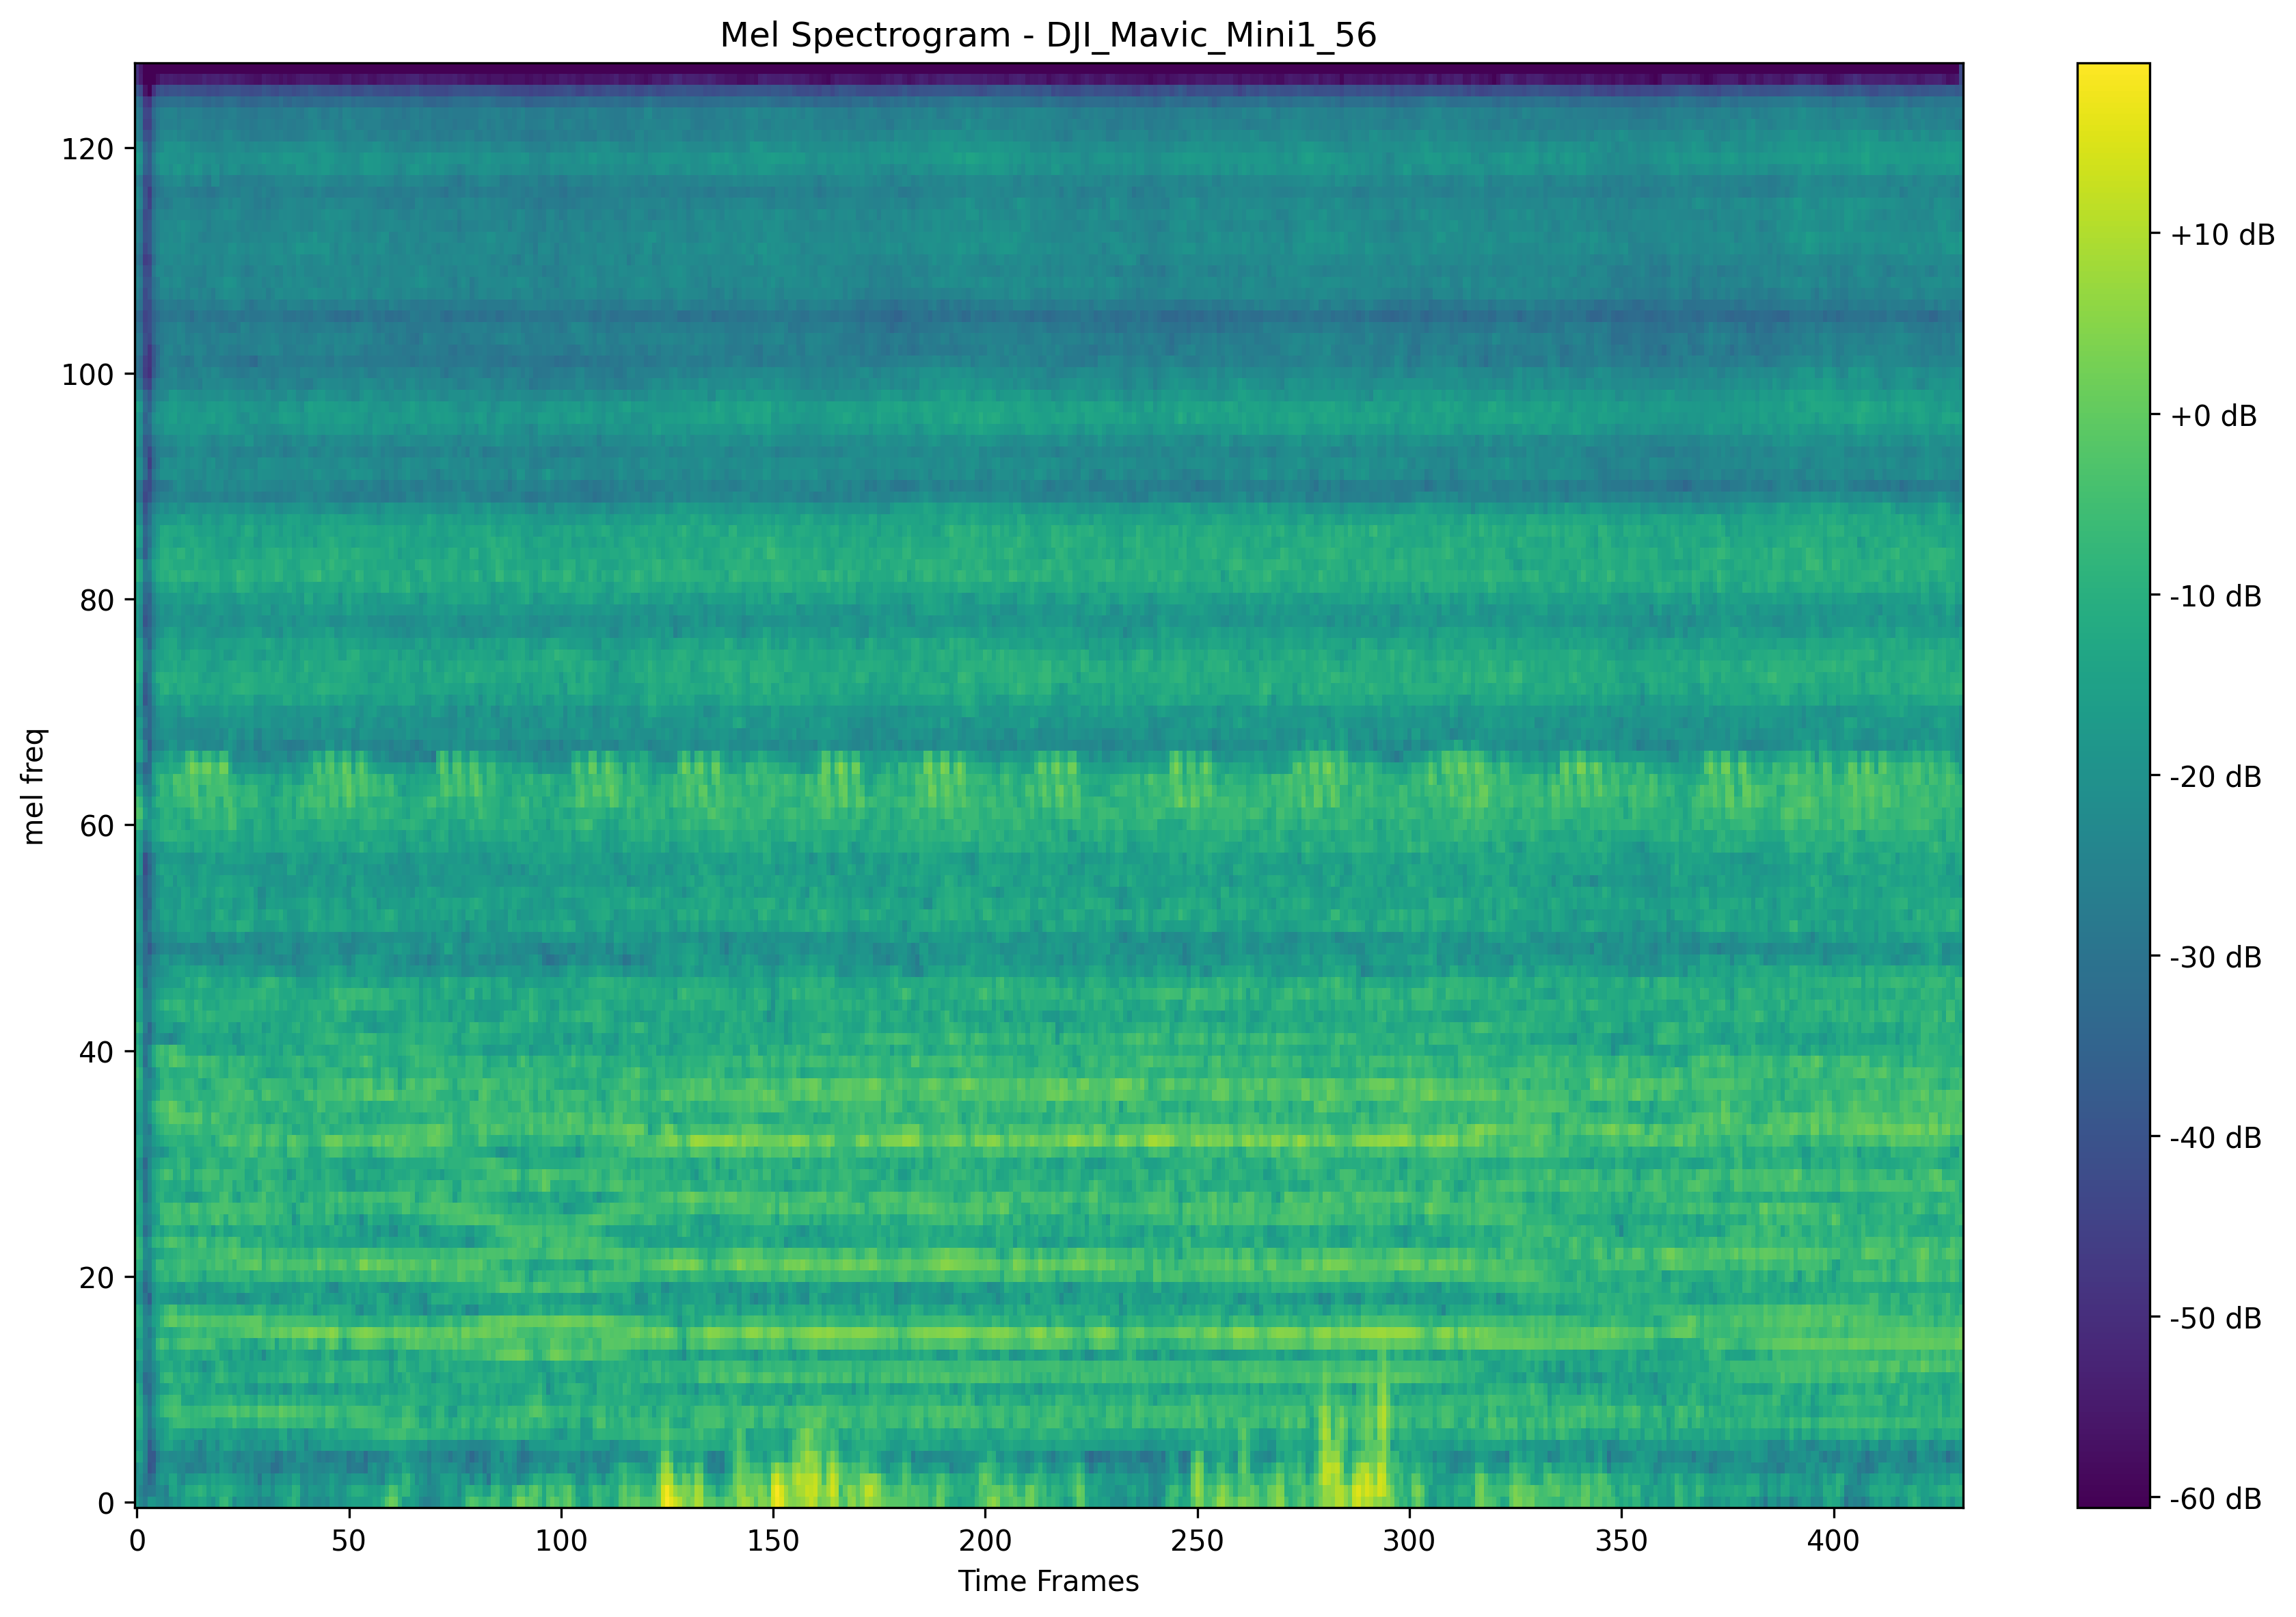 Mel Spectrogram - DJI_Mavic_Mini1_56
mel freq
120
100
80
60
40
20
0
0 50 100 150 200 250 300 350 400
Time Frames
+10 dB
+0 dB
-10 dB
-20 dB
-30 dB
-40 dB
-50 dB
-60 dB